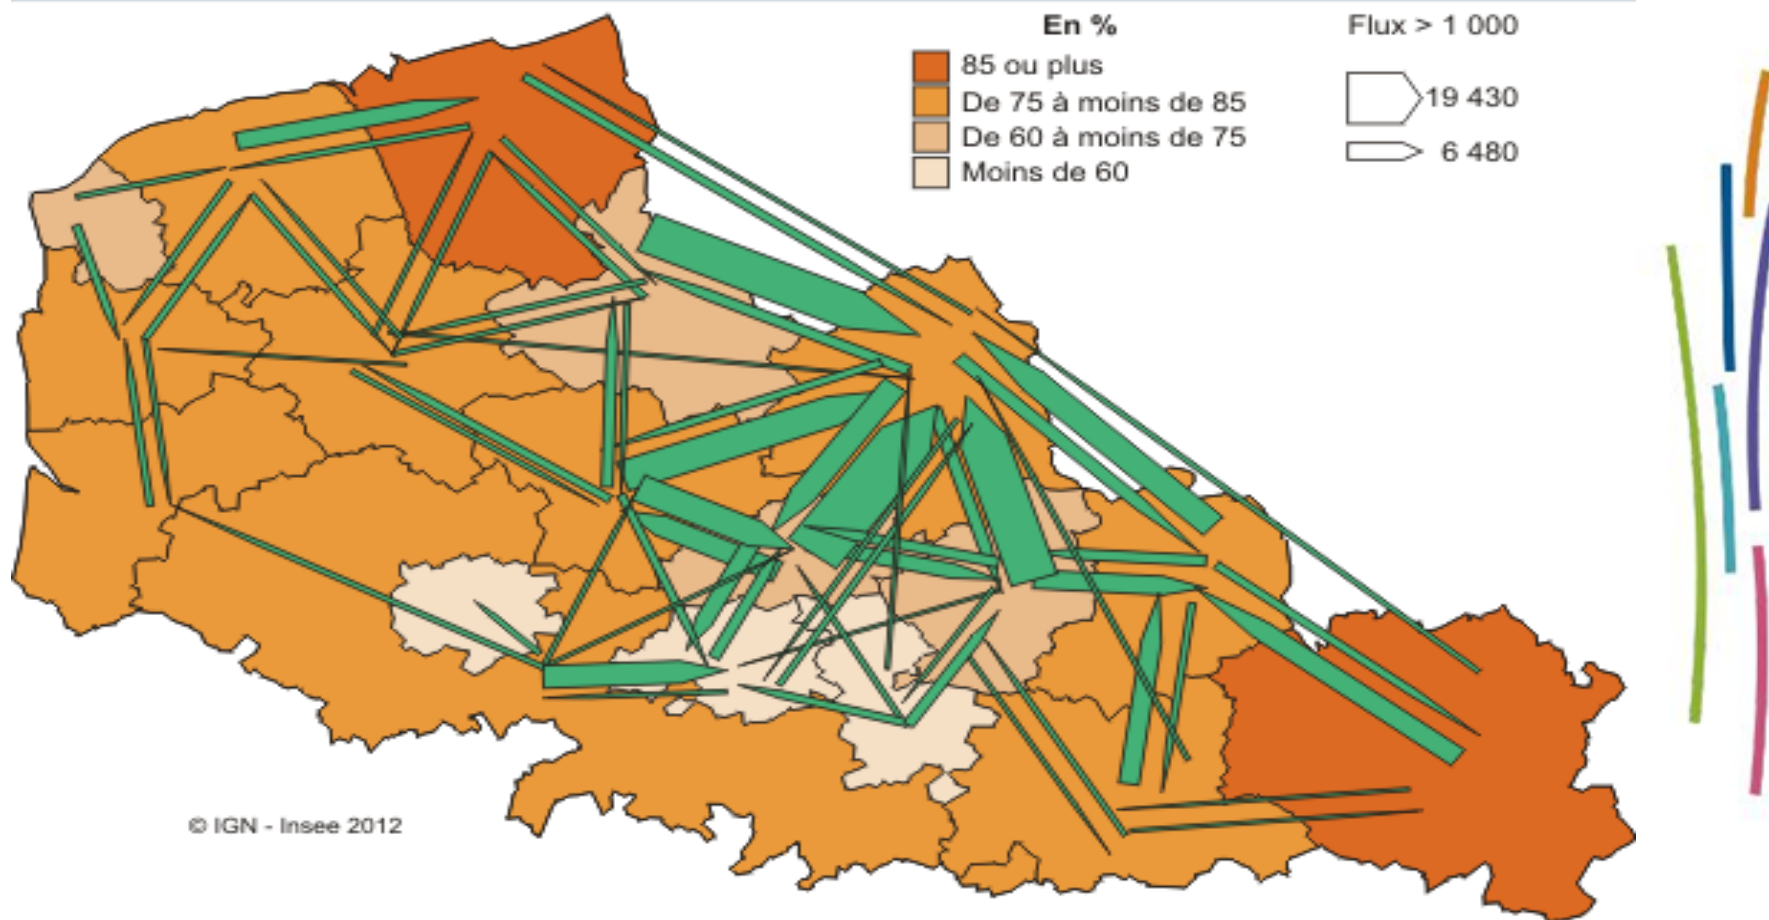 En %
85 ou plus
De 75 à moins de 85
De 60 à moins de 75
Moins de 60
Flux > 1 000
19 430
6 480
© IGN - Insee 2012